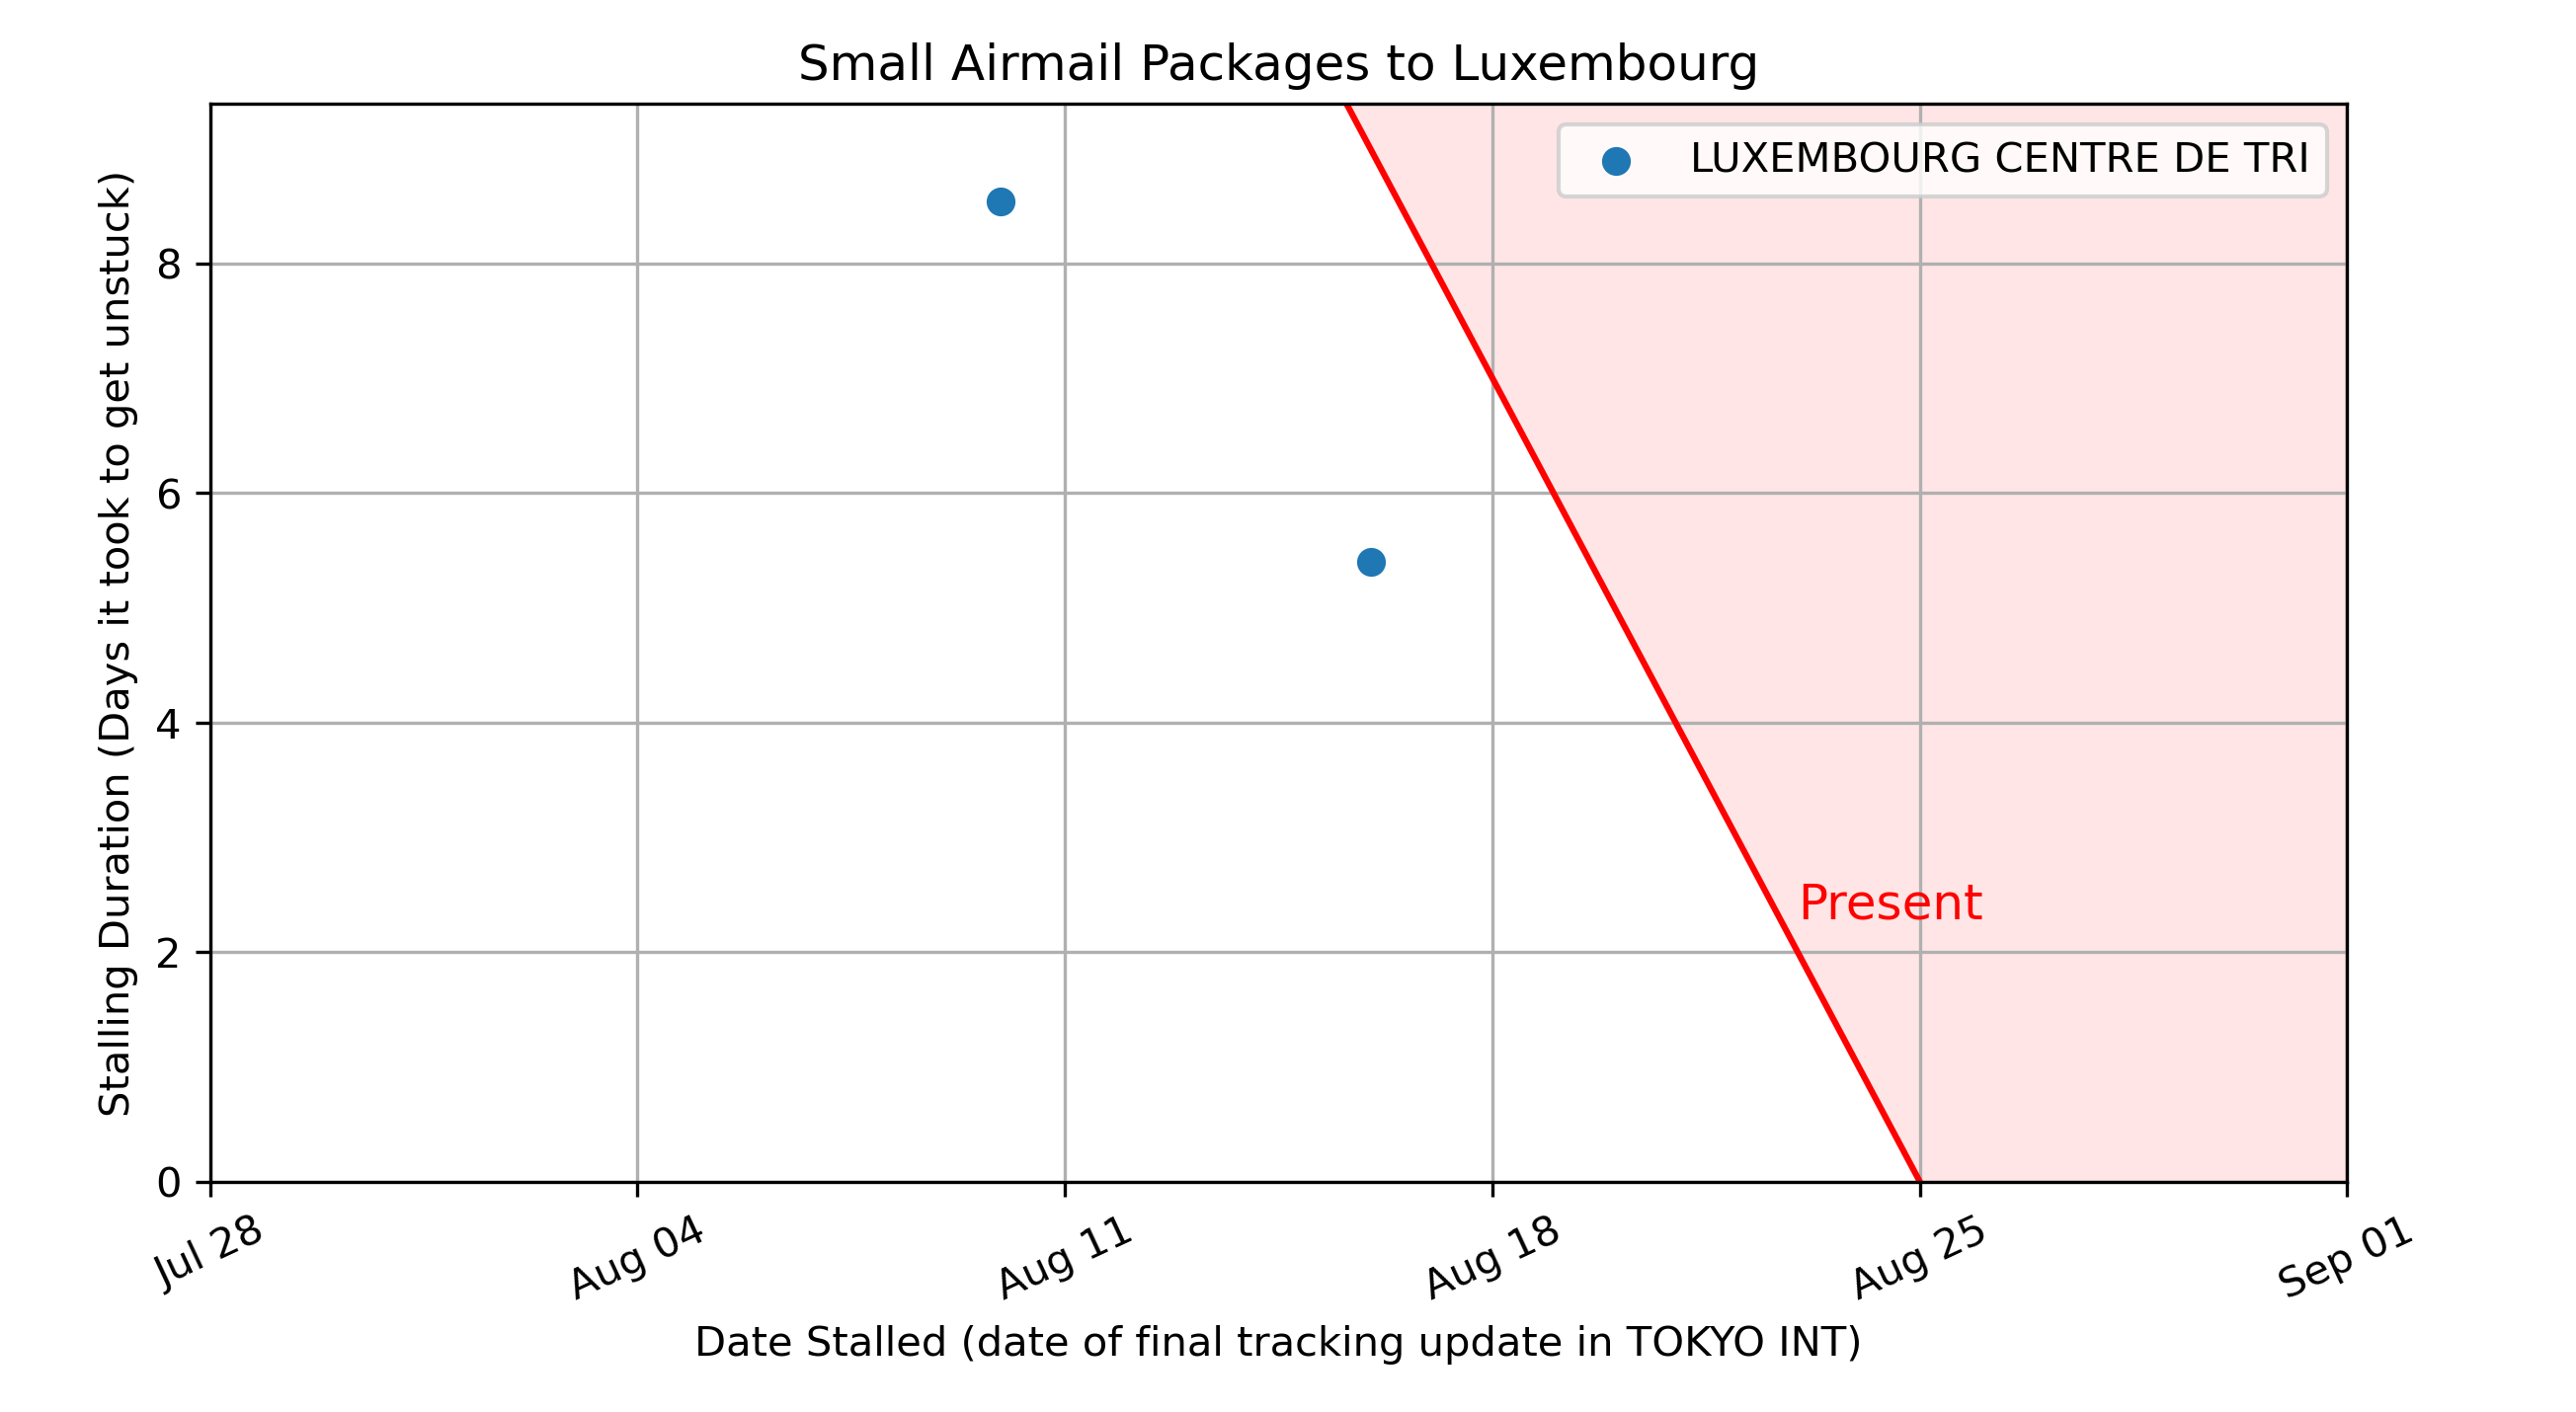 Small Airmail Packages to Luxembourg
LUXEMBOURG CENTRE DE TRI
Stalling Duration (Days it took to get unstuck)
8
6
4
2
0
Present
Jul 28
Aug 04
Aug 11
Aug 18
Aug 25
Sep 01
Date Stalled (date of final tracking update in TOKYO INT)